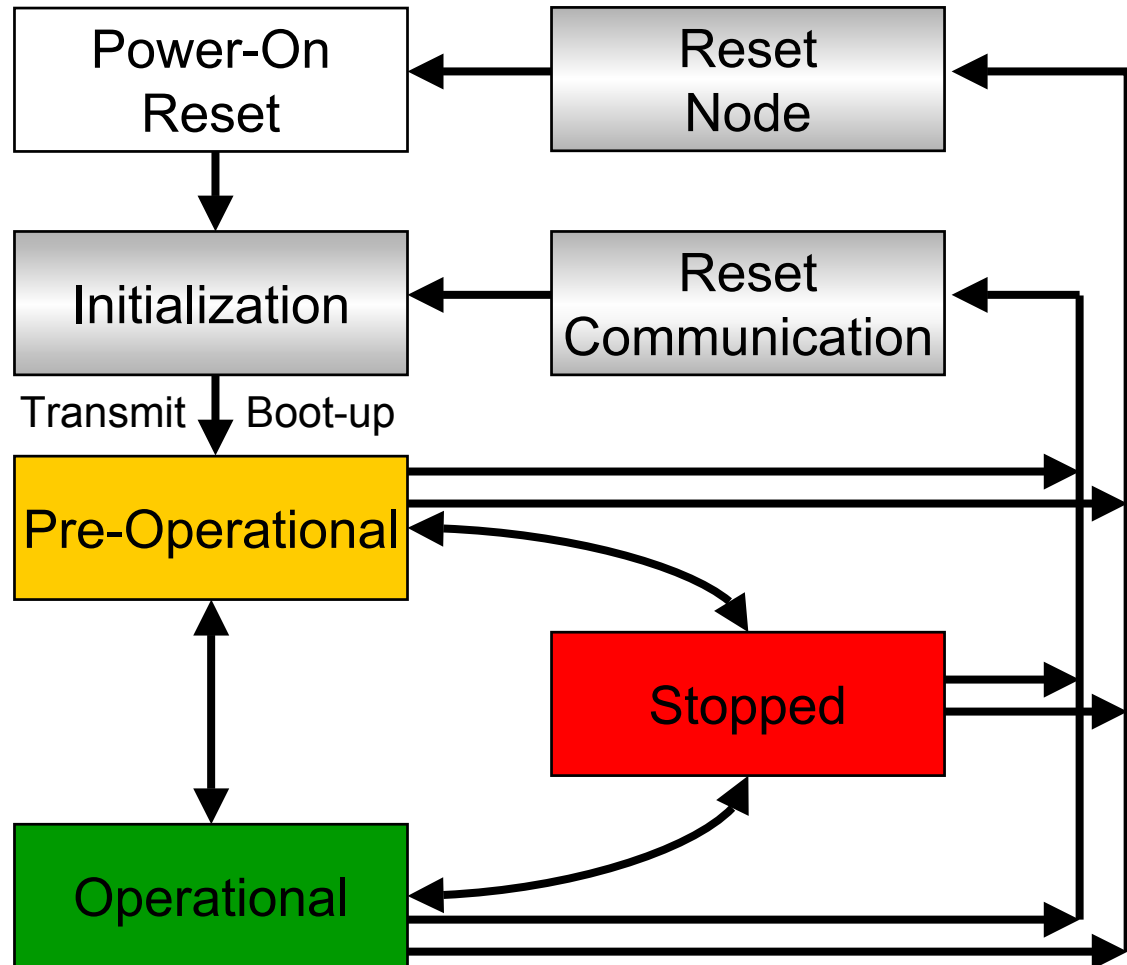 Power-On
Reset
Reset
Node
Initialization
Reset
Communication
Transmit Boot-up
Pre-Operational
Stopped
Operational